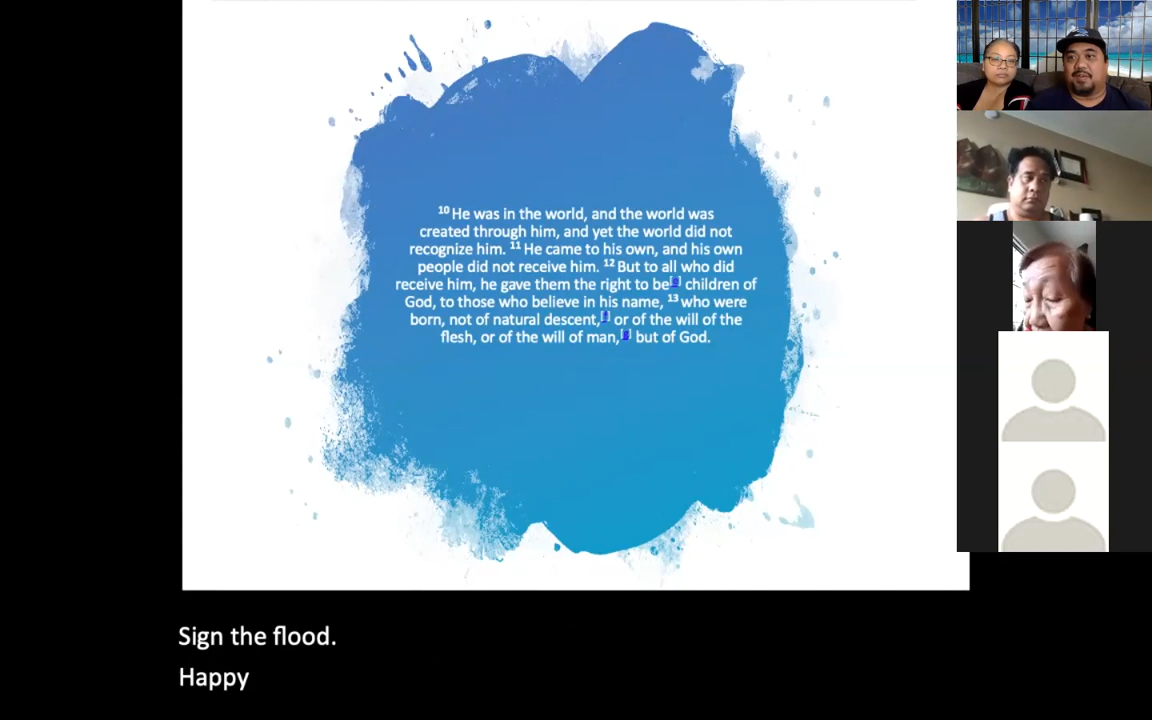 10 He was in the world, and the world was
created through him, and yet the world did not
recognize him. 11 He came to his own, and his own
people did not receive him. 12 But to all who did
receive him, he gave them the right to be children of
God, to those who believe in his name, 13 who were
born, not of natural descent, or of the will of the
flesh, or of the will of man, but of God.
Sign the flood.
Happy